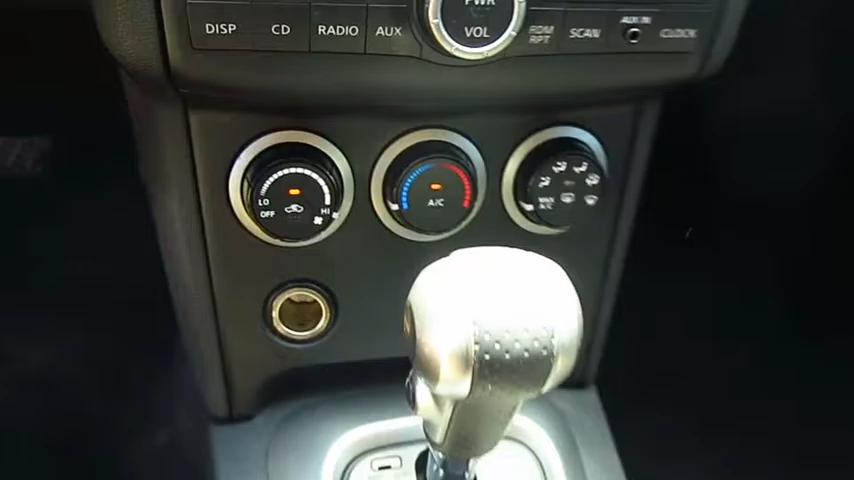 PWR
DISP CD RADIO AUX VOL RDM RPT SCAN AUX IN CLOCK
LO HI
OFF
A/C
MAX A/C